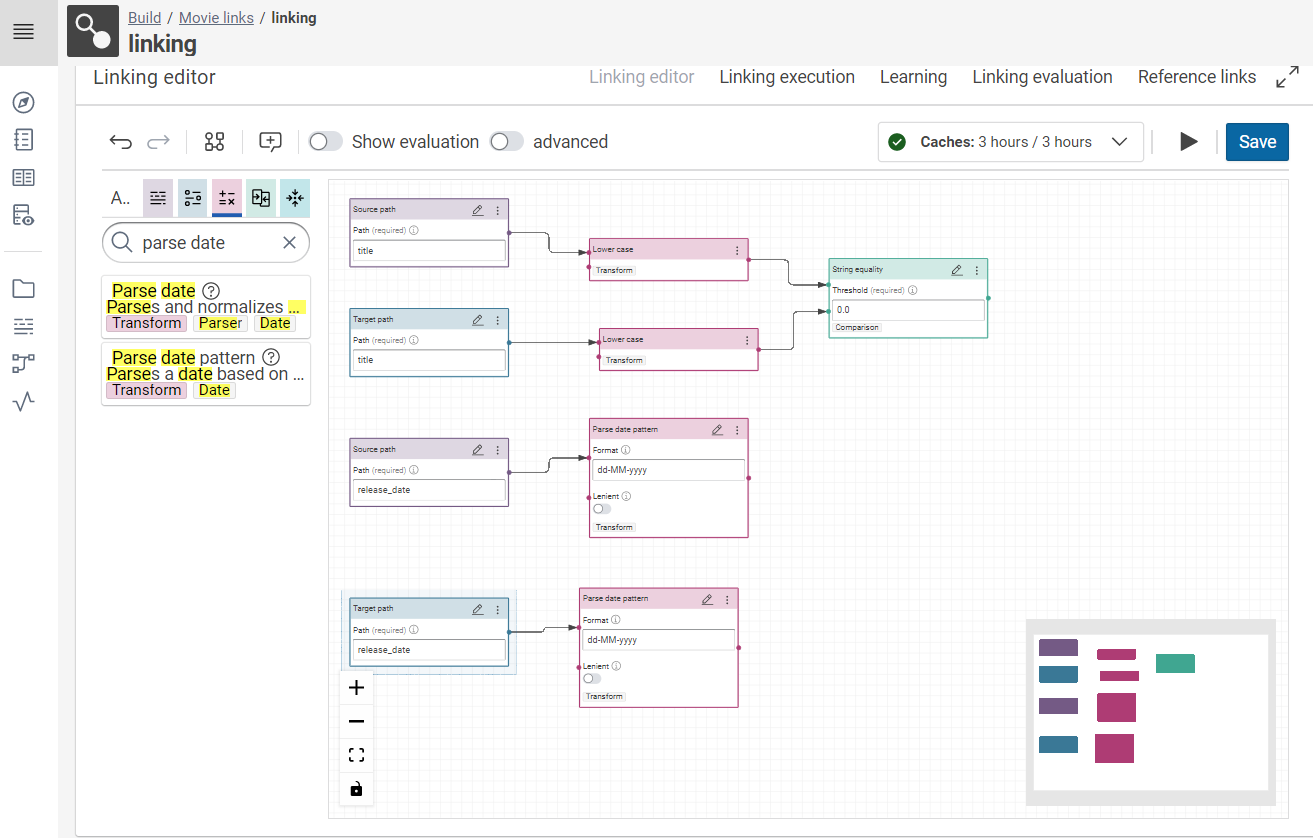 Build / Movie links / linking
linking
Linking editor
Linking editor Linking execution Learning Linking evaluation Reference links
Show evaluation advanced
Caches: 3 hours / 3 hours
Save
A..
parse date
Parse date
Parses and normalizes ...
Transform Parser Date
Parse date pattern
Parses a date based on ...
Transform Date
Source path
Path (required)
title
Lower case
Transform
String equality
Threshold (required)
0.0
Comparison
Target path
Path (required)
title
Lower case
Transform
Source path
Path (required)
release_date
Parse date pattern
Format
dd-MM-yyyy
Lenient
Transform
Target path
Path (required)
release_date
Parse date pattern
Format
dd-MM-yyyy
Lenient
Transform